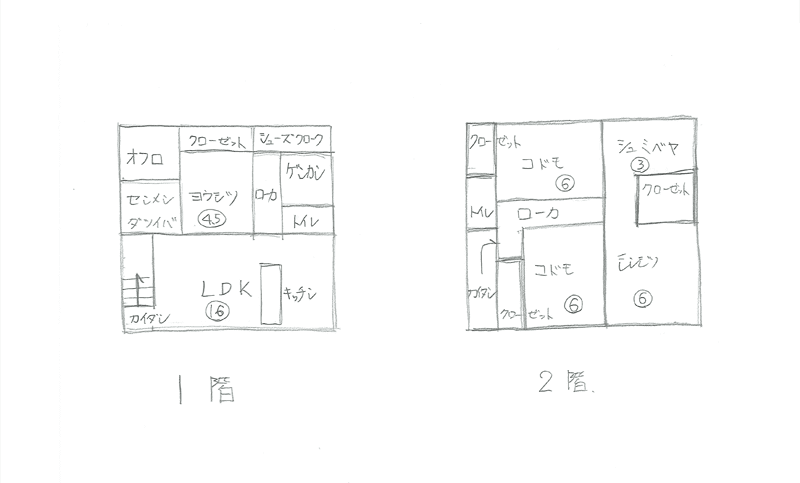 クローゼット
シューズクローク
オフロ
ゲンカン
ヨウシツ
4.5
ローカ
センメン
ダツイバ
トイレ
LDK
16
キッチン
カイダン
1階
クローゼット
シュミベヤ
3
コドモ
6
クローゼット
トイレ
ローカ
コドモ
6
シンシツ
6
カイダン
クローゼット
2階.